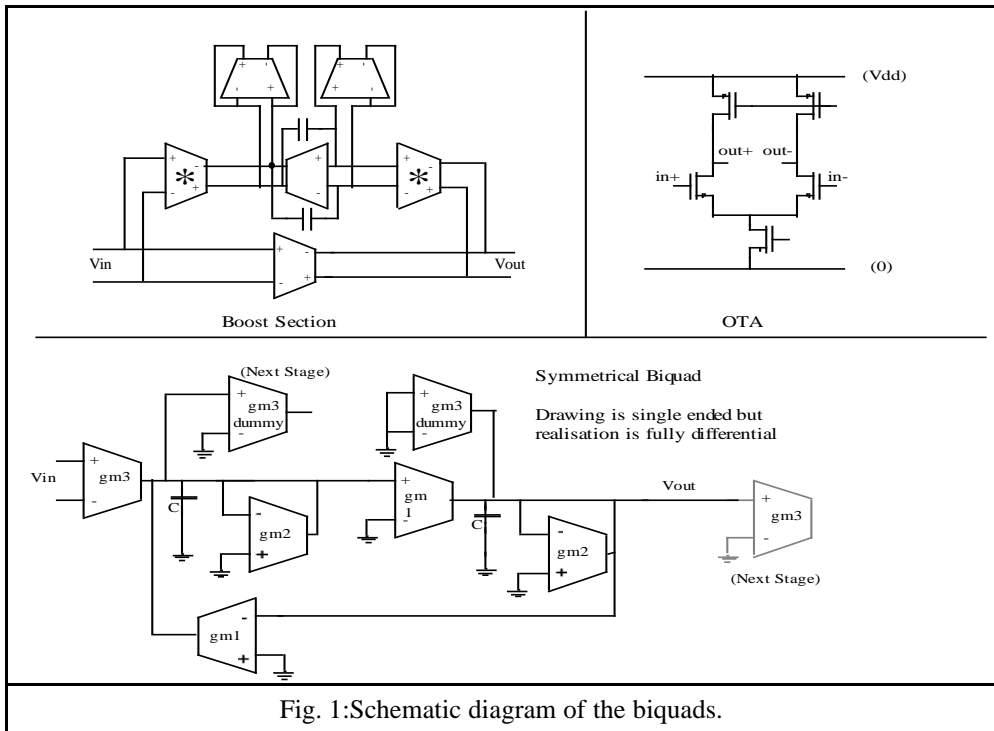 + -
+ -
- +
- +
+ - * +
- +
+
-
+ - * +
-
+ -
- +
Vin
Vout
Boost Section
(Vdd)
out+ out-
in+
in-
(0)
OTA
(Next Stage)
+ gm3
dummy
-
+ gm3
dummy
-
Symmetrical Biquad
Drawing is single ended but
realisation is fully differential
Vin
+
gm3
-
C
-
gm2
+
+
gm
1
-
C
-
gm2
+
Vout
+
gm3
-
(Next Stage)
-
gm1
+
Fig. 1:Schematic diagram of the biquads.